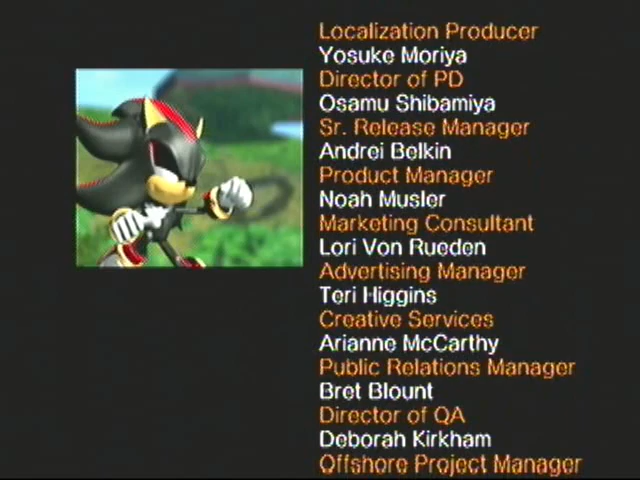 Localization Producer
Yosuke Moriya
Director of PD
Osamu Shibamiya
Sr. Release Manager
Andrei Belkin
Product Manager
Noah Musler
Marketing Consultant
Lori Von Rueden
Advertising Manager
Teri Higgins
Creative Services
Arianne McCarthy
Public Relations Manager
Bret Blount
Director of QA
Deborah Kirkham
Offshore Project Manager